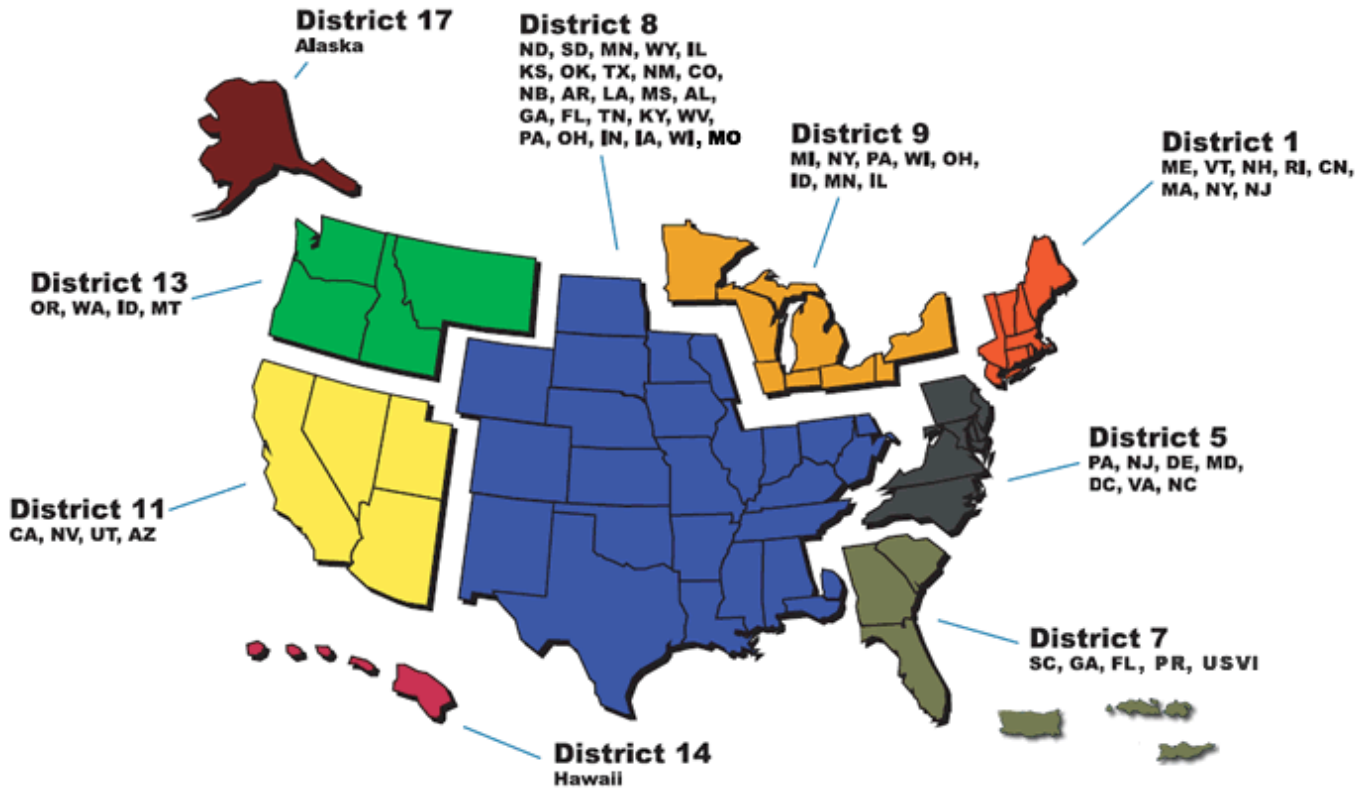 District 17
Alaska
District 8
ND, SD, MN, WY, IL
KS, OK, TX, NM, CO,
NB, AR, LA, MS, AL,
GA, FL, TN, KY, WV,
PA, OH, IN, IA, WI, MO
District 9
MI, NY, PA, WI, OH,
ID, MN, IL
District 1
ME, VT, NH, RI, CN,
MA, NY, NJ
District 13
OR, WA, ID, MT
District 5
PA, NJ, DE, MD,
DC, VA, NC
District 11
CA, NV, UT, AZ
District 7
SC, GA, FL, PR, USVI
District 14
Hawaii